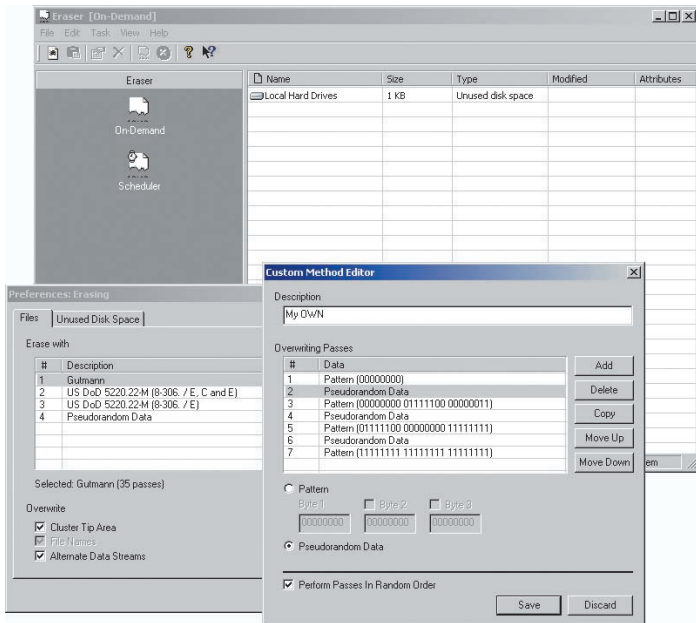 Eraser [On-Demand]
File Edit Task View Help
Eraser
On-Demand
Scheduler
Name Size Type Modified Attributes
Local Hard Drives 1 KB Unused disk space
Preferences: Erasing
Files Unused Disk Space
Erase with
# Description
1 Gutmann
2 US DoD 5220.22-M (8-306. / E, C and E)
3 US DoD 5220.22-M (8-306. / E)
4 Pseudorandom Data
Selected: Gutmann (35 passes)
Overwrite
Cluster Tip Area
File Names
Alternate Data Streams
Custom Method Editor
Description
My OWN
Overwriting Passes
# Data
1 Pattern (00000000)
2 Pseudorandom Data
3 Pattern (00000000 01111100 00000011)
4 Pseudorandom Data
5 Pattern (01111100 00000000 11111111)
6 Pseudorandom Data
7 Pattern (11111111 11111111 11111111)
Add
Delete
Copy
Move Up
Move Down
em
Pattern
Byte 1 Byte 2 Byte 3
00000000 00000000 00000000
Pseudorandom Data
Perform Passes In Random Order
Save Discard